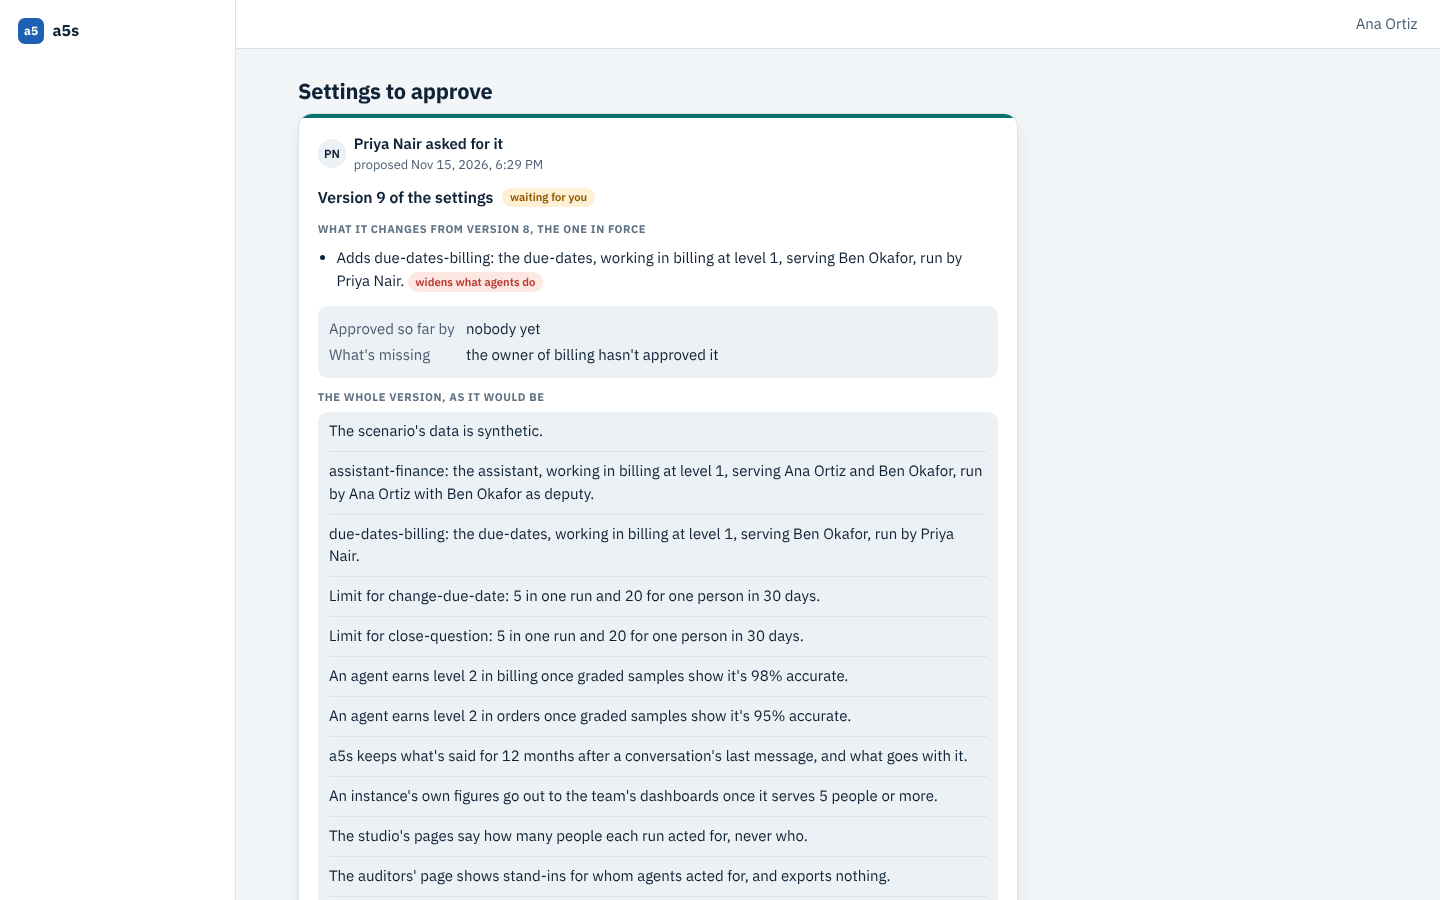 a5 a5s
Ana Ortiz
Settings to approve
PN
Priya Nair asked for it
proposed Nov 15, 2026, 6:29 PM
Version 9 of the settings waiting for you
WHAT IT CHANGES FROM VERSION 8, THE ONE IN FORCE
• Adds due-dates-billing: the due-dates, working in billing at level 1, serving Ben Okafor, run by
Priya Nair. widens what agents do
Approved so far by nobody yet
What's missing the owner of billing hasn't approved it
THE WHOLE VERSION, AS IT WOULD BE
The scenario's data is synthetic.
assistant-finance: the assistant, working in billing at level 1, serving Ana Ortiz and Ben Okafor, run
by Ana Ortiz with Ben Okafor as deputy.
due-dates-billing: the due-dates, working in billing at level 1, serving Ben Okafor, run by Priya
Nair.
Limit for change-due-date: 5 in one run and 20 for one person in 30 days.
Limit for close-question: 5 in one run and 20 for one person in 30 days.
An agent earns level 2 in billing once graded samples show it's 98% accurate.
An agent earns level 2 in orders once graded samples show it's 95% accurate.
a5s keeps what's said for 12 months after a conversation's last message, and what goes with it.
An instance's own figures go out to the team's dashboards once it serves 5 people or more.
The studio's pages say how many people each run acted for, never who.
The auditors' page shows stand-ins for whom agents acted for, and exports nothing.